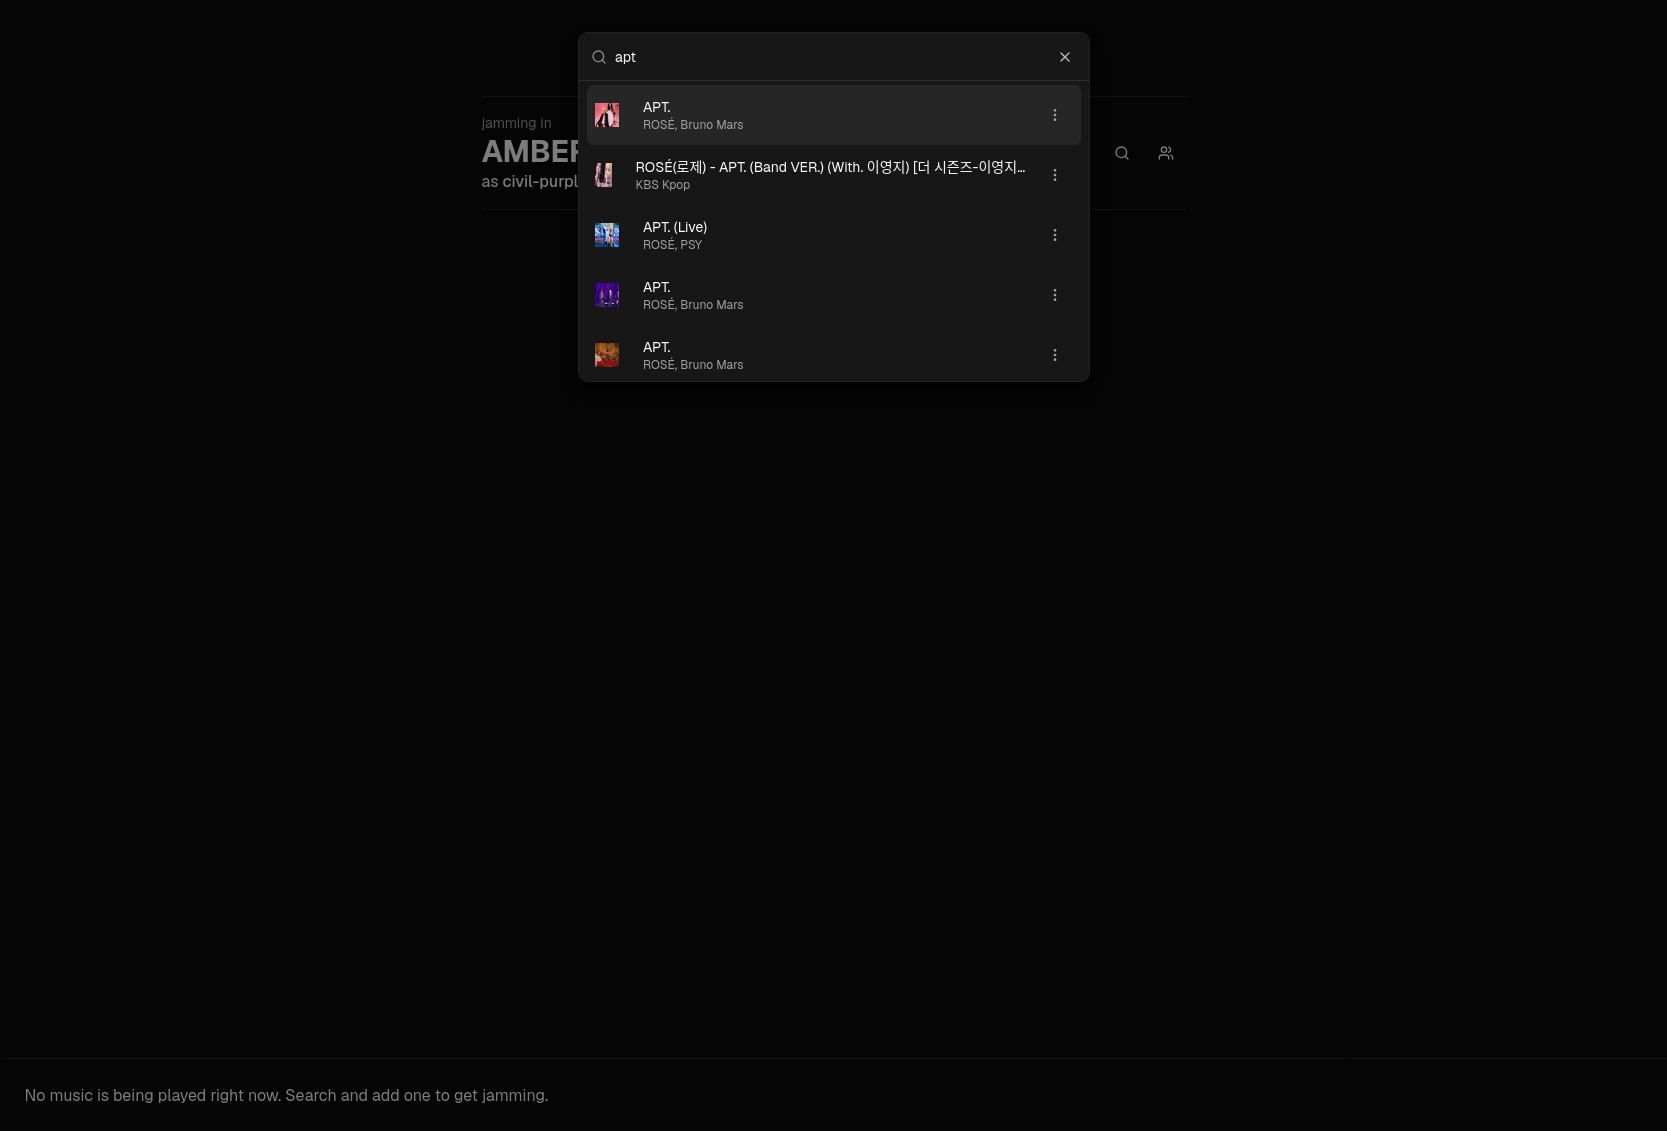 apt
APT.
ROSÉ, Bruno Mars
ROSÉ(로제) - APT. (Band VER.) (With. 이영지) [더 시즌즈-이영지...
KBS Kpop
APT. (Live)
ROSÉ, PSY
APT.
ROSÉ, Bruno Mars
APT.
ROSÉ, Bruno Mars
jamming in
AMBER
as civil-purpl
No music is being played right now. Search and add one to get jamming.